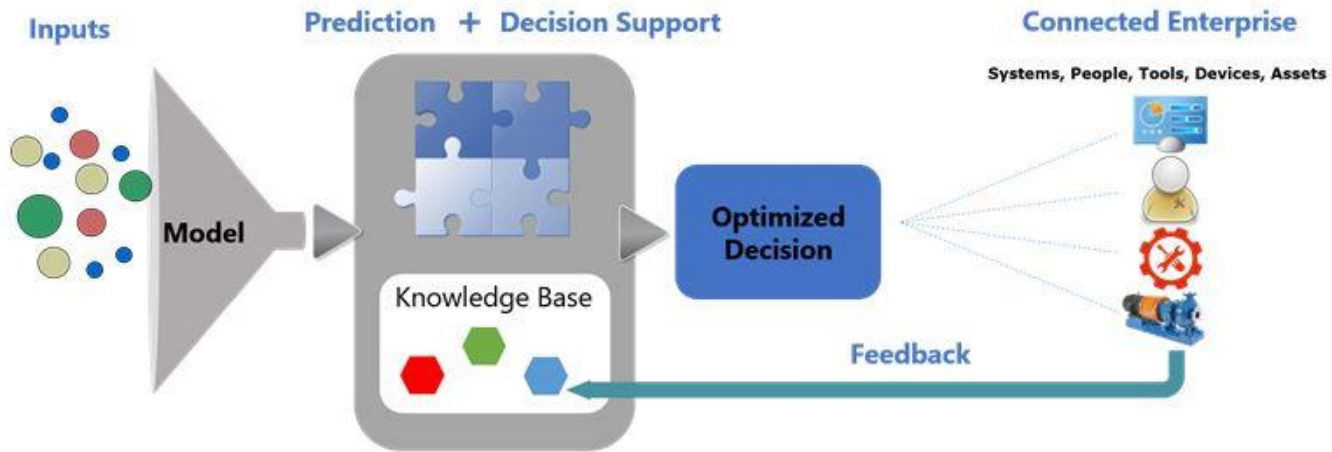 Inputs
Prediction + Decision Support
Connected Enterprise
Systems, People, Tools, Devices, Assets
Model
Optimized
Decision
Knowledge Base
Feedback